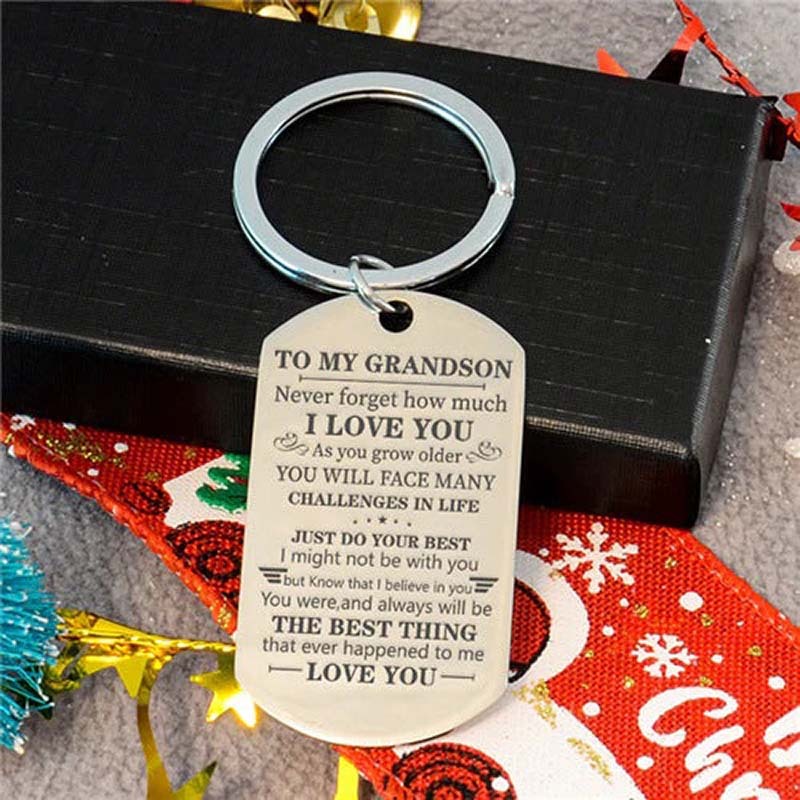 TO MY GRANDSON
Never forget how much
I LOVE YOU
As you grow older
YOU WILL FACE MANY
CHALLENGES IN LIFE
JUST DO YOUR BEST
I might not be with you
but Know that I believe in you
You were,and always will be
THE BEST THING
that ever happened to me
LOVE YOU